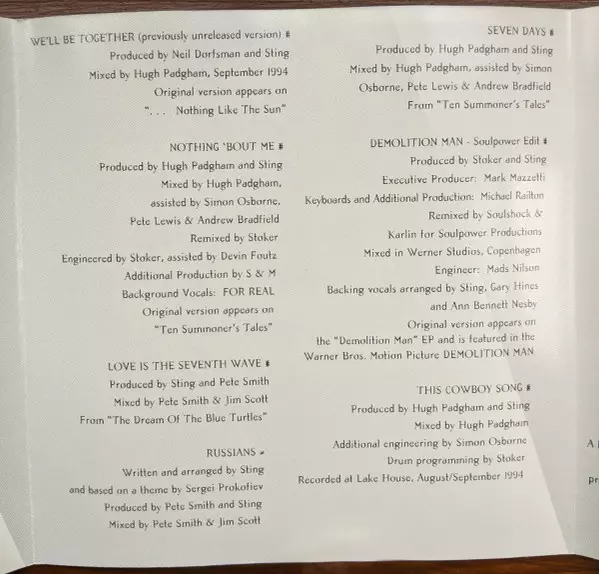 WE'LL BE TOGETHER (previously unreleased version) #
Produced by Neil Dorfsman and Sting
Mixed by Hugh Padgham, September 1994
Original version appears on
". . . Nothing Like The Sun"
NOTHING 'BOUT ME #
Produced by Hugh Padgham and Sting
Mixed by Hugh Padgham,
assisted by Simon Osborne,
Pete Lewis & Andrew Bradfield
Remixed by Stoker
Engineered by Stoker, assisted by Devin Foutz
Additional Production by S & M
Background Vocals: FOR REAL
Original version appears on
"Ten Summoner's Tales"
LOVE IS THE SEVENTH WAVE #
Produced by Sting and Pete Smith
Mixed by Pete Smith & Jim Scott
From "The Dream Of The Blue Turtles"
RUSSIANS
Written and arranged by Sting
and based on a theme by Sergei Prokofiev
Produced by Pete Smith and Sting
Mixed by Pete Smith & Jim Scott
SEVEN DAYS #
Produced by Hugh Padgham and Sting
Mixed by Hugh Padgham, assisted by Simon
Osborne, Pete Lewis & Andrew Bradfield
From "Ten Summoner's Tales"
DEMOLITION MAN - Soulpower Edit #
Produced by Stoker and Sting
Executive Producer: Mark Mazzetti
Keyboards and Additional Production: Michael Railton
Remixed by Soulshock &
Karlin for Soulpower Productions
Mixed in Werner Studios, Copenhagen
Engineer: Mads Nilson
Backing vocals arranged by Sting, Gary Hines
and Ann Bennett Nesby
Original version appears on
the "Demolition Man" EP and is featured in the
Warner Bros. Motion Picture DEMOLITION MAN
THIS COWBOY SONG #
Produced by Hugh Padgham and Sting
Mixed by Hugh Padgham
Additional engineering by Simon Osborne
Drum programming by Stoker
Recorded at Lake House, August/September 1994
A
pr